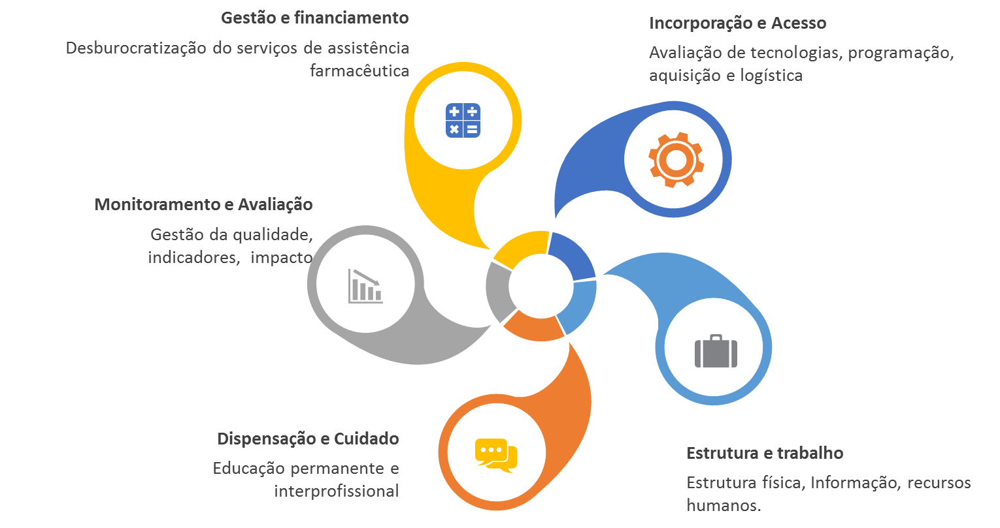 Gestão e financiamento
Desburocratização do serviços de assistência
farmacêutica
Incorporação e Acesso
Avaliação de tecnologias, programação,
aquisição e logística
Monitoramento e Avaliação
Gestão da qualidade,
indicadores, impacto
Dispensação e Cuidado
Educação permanente e
interprofissional
Estrutura e trabalho
Estrutura física, Informação, recursos
humanos.